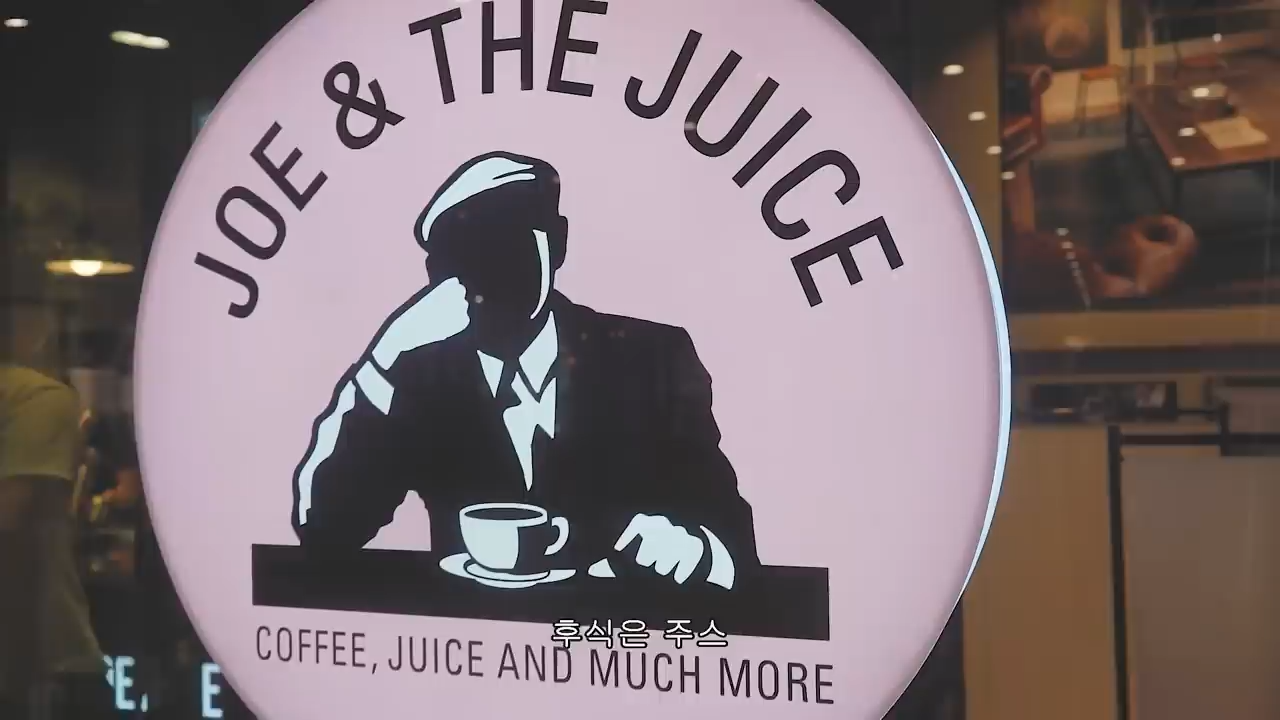 JOE & THE JUICE
후식은 주스
COFFEE, JUICE AND MUCH MORE